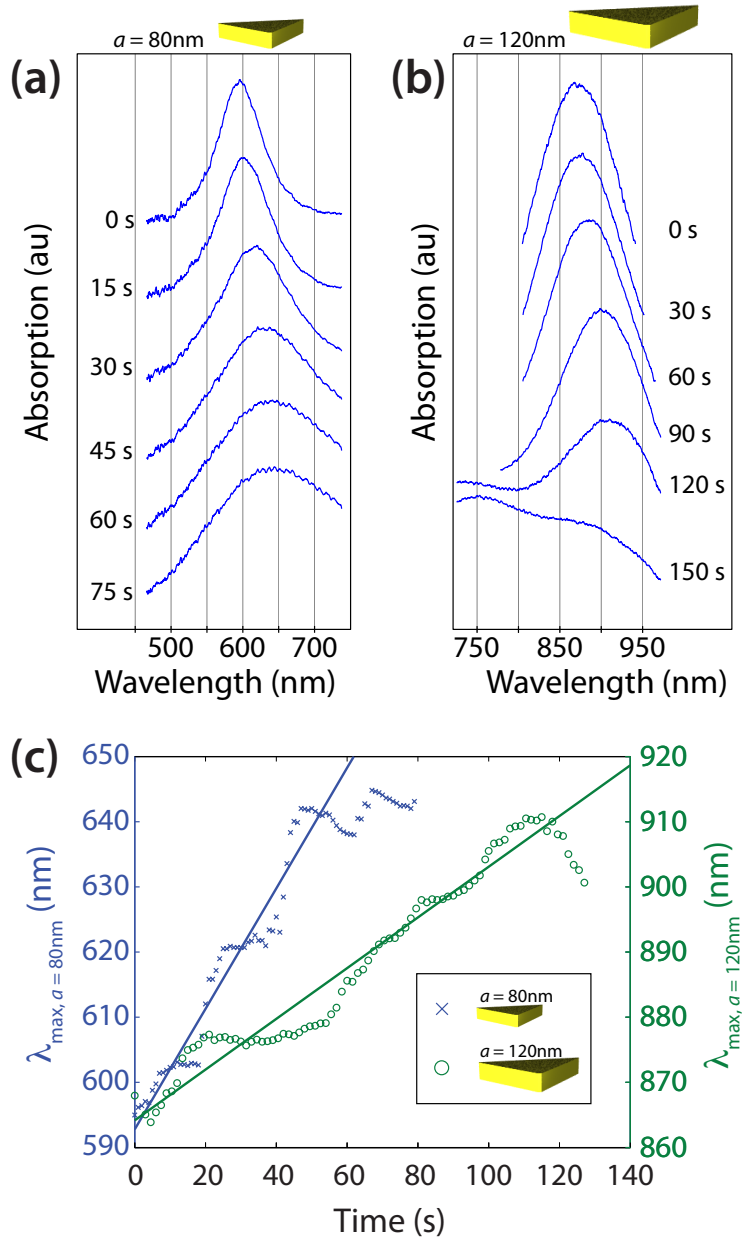 a = 80nm
(a)
0 s
15 s
30 s
45 s
60 s
75 s
Absorption (au)
500 600 700
Wavelength (nm)
a = 120nm
(b)
0 s
30 s
60 s
90 s
120 s
150 s
Absorption (au)
750 850 950
Wavelength (nm)
(c)
650
640
630
620
610
600
590
λmax, a = 80nm (nm)
920
910
900
890
880
870
860
λmax, a = 120nm (nm)
a = 80nm
a = 120nm
0 20 40 60 80 100 120 140
Time (s)